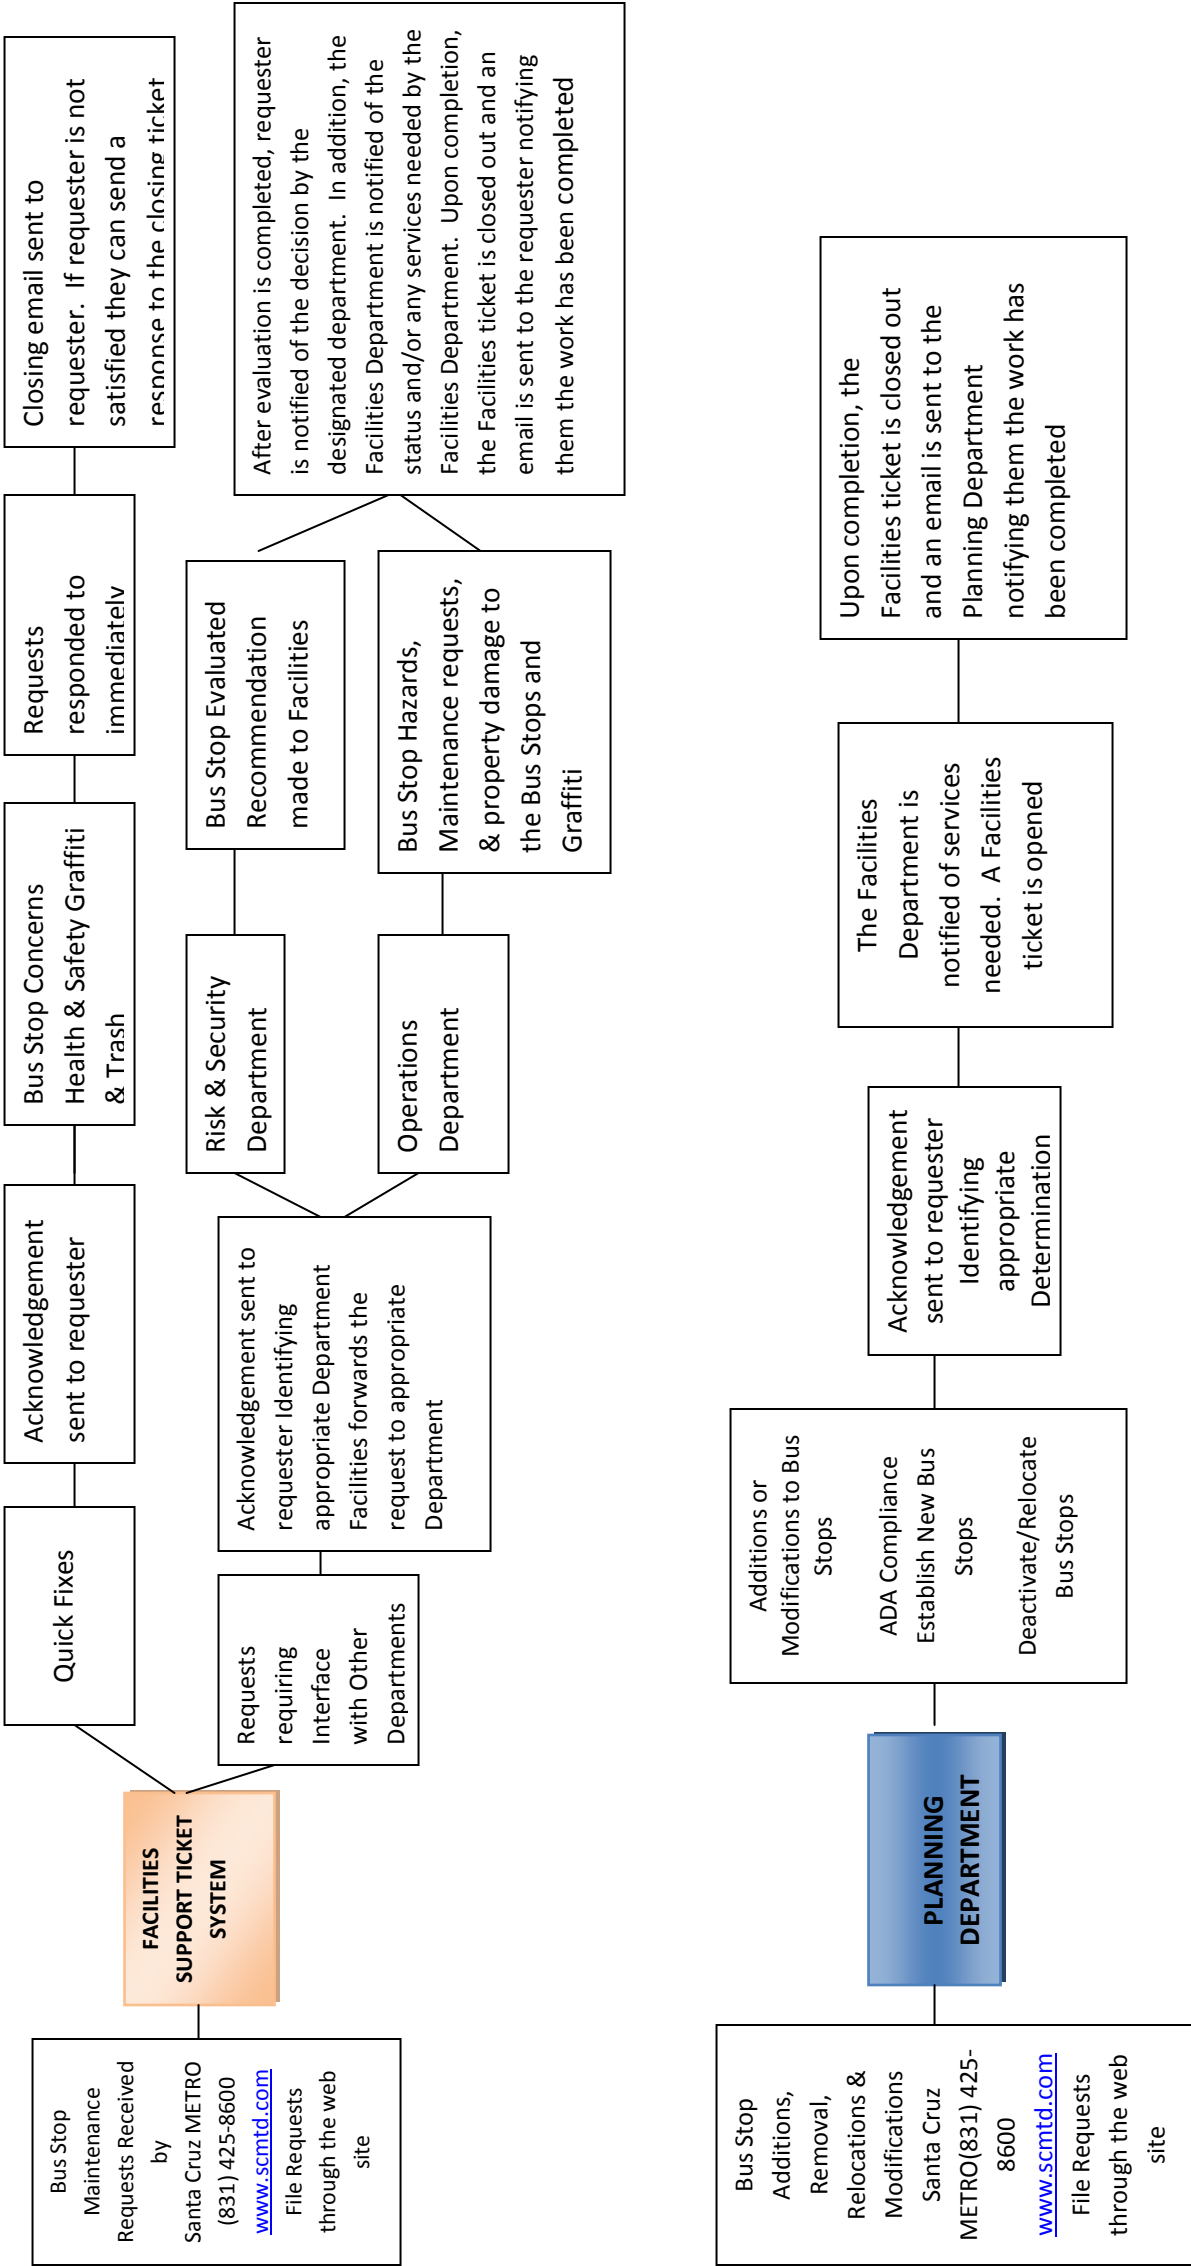 Bus Stop
Maintenance
Requests Received
by
Santa Cruz METRO
(831) 425-8600
www.scmtd.com
File Requests
through the web
site
FACILITIES
SUPPORT TICKET
SYSTEM
Quick Fixes
Acknowledgement
sent to requester
Bus Stop Concerns
Health & Safety Graffiti
& Trash
Requests
responded to
immediately
Closing email sent to
requester. If requester is not
satisfied they can send a
response to the closing ticket
Requests
requiring
Interface
with Other
Departments
Acknowledgement sent to
requester Identifying
appropriate Department
Facilities forwards the
request to appropriate
Department
Risk & Security
Department
Bus Stop Evaluated
Recommendation
made to Facilities
Operations
Department
Bus Stop Hazards,
Maintenance requests,
& property damage to
the Bus Stops and
Graffiti
After evaluation is completed, requester
is notified of the decision by the
designated department. In addition, the
Facilities Department is notified of the
status and/or any services needed by the
Facilities Department. Upon completion,
the Facilities ticket is closed out and an
email is sent to the requester notifying
them the work has been completed
Bus Stop
Additions,
Removal,
Relocations &
Modifications
Santa Cruz
METRO(831) 425-
8600
www.scmtd.com
File Requests
through the web
site
PLANNING
DEPARTMENT
Additions or
Modifications to Bus
Stops
ADA Compliance
Establish New Bus
Stops
Deactivate/Relocate
Bus Stops
Acknowledgement
sent to requester
Identifying
appropriate
Determination
The Facilities
Department is
notified of services
needed. A Facilities
ticket is opened
Upon completion, the
Facilities ticket is closed out
and an email is sent to the
Planning Department
notifying them the work has
been completed